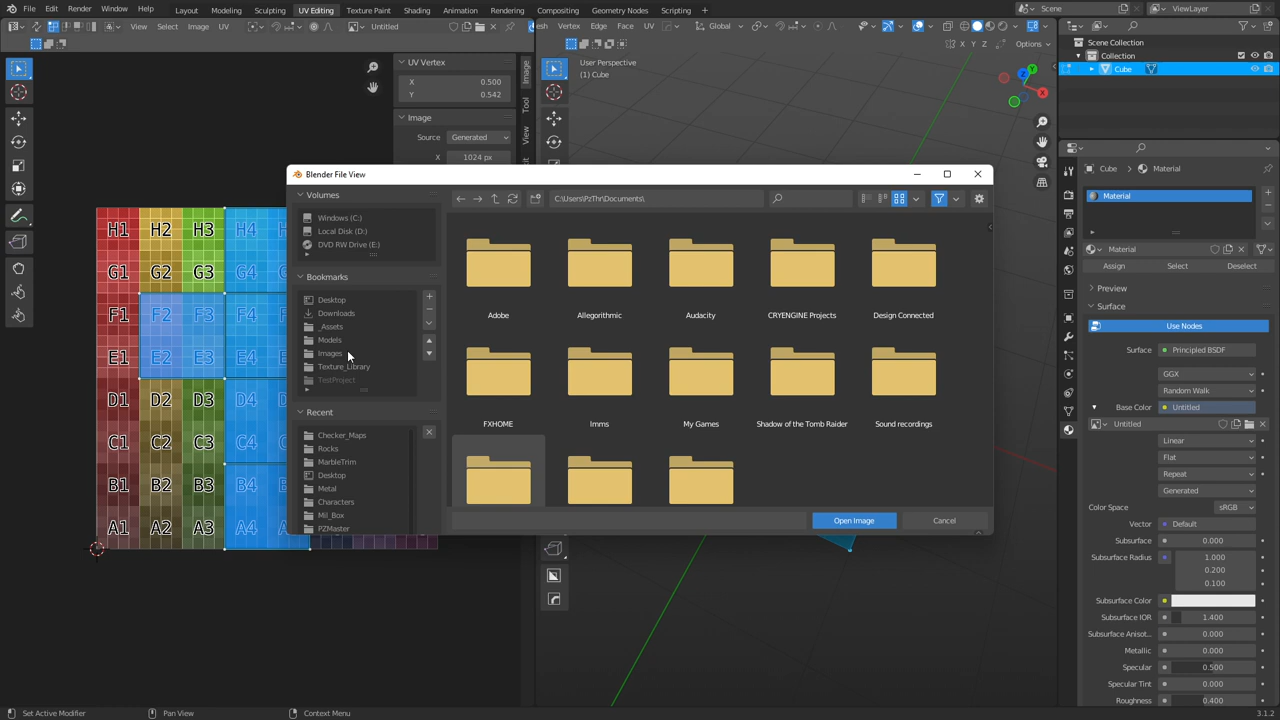 File Edit Render Window Help Layout Modeling Sculpting UV Editing Texture Paint Shading Animation Rendering Compositing Geometry Nodes Scripting + Scene ViewLayer
View Select Image UV Untitled esh Vertex Edge Faces UV Global
Options
X Y Z
UV Vertex
X 0.500
Y 0.542
Image
Source Generated
X 1024 px
Image
Tool
View
User Perspective
(1) Cube
Scene Collection
Collection
Cube
H1 H2 H3 H4
G1 G2 G3 G4
F1 F2 F3 F4
E1 E2 E3 E4
D1 D2 D3 D4
C1 C2 C3 C4
B1 B2 B3 B4
A1 A2 A3 A4
Blender File View
Volumes
Windows (C:)
Local Disk (D:)
DVD RW Drive (E:)
Bookmarks
Desktop
Downloads
_Assets
Models
Images
Texture_Library
TestProject
Recent
Checker_Maps
Rocks
MarbleTrim
Desktop
Metal
Characters
Mil_Box
PZMaster
C:\Users\PzThn\Documents\
Adobe Allegorithmic Audacity CRYENGINE Projects Design Connected
FXHOME Imms My Games Shadow of the Tomb Raider Sound recordings
Open Image Cancel
Cube Material
Material
Material
Assign Select Deselect
Preview
Surface
Use Nodes
Surface Principled BSDF
GGX
Random Walk
Base Color Untitled
Untitled
Linear
Flat
Repeat
Generated
Color Space sRGB
Vector Default
Subsurface 0.000
Subsurface Radius 1.000
0.200
0.100
Subsurface Color
Subsurface IOR 1.400
Subsurface Anisot... 0.000
Metallic 0.000
Specular 0.500
Specular Tint 0.000
Roughness 0.400
Set Active Modifier Pan View Context Menu 3.1.2